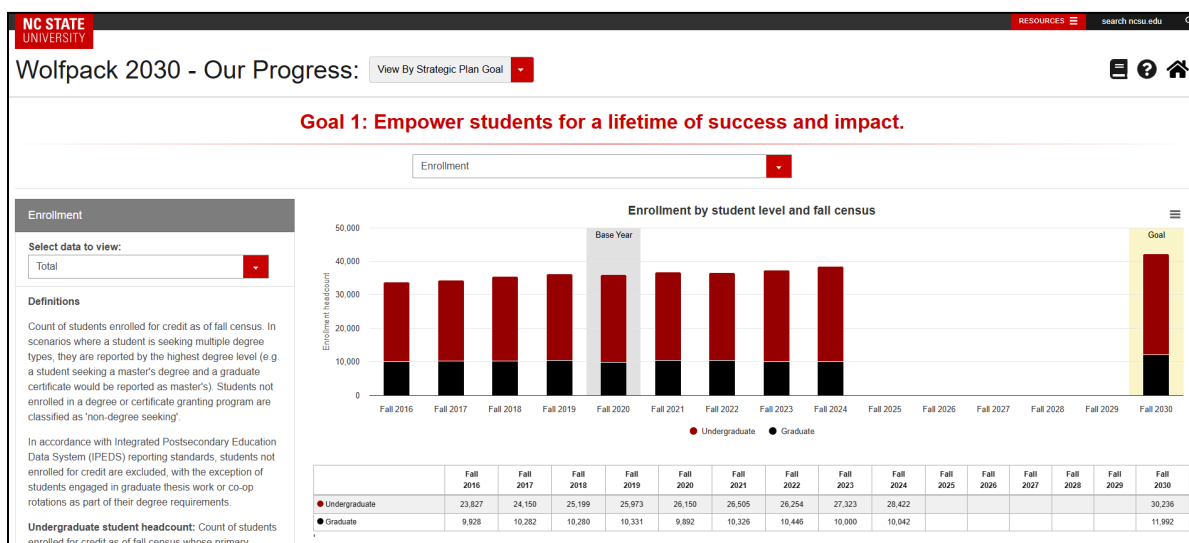 NC STATE
UNIVERSITY
RESOURCES
search ncsu.edu
Wolfpack 2030 - Our Progress:
View By Strategic Plan Goal
Goal 1: Empower students for a lifetime of success and impact.
Enrollment
Enrollment
Select data to view:
Total
Definitions
Count of students enrolled for credit as of fall census. In
scenarios where a student is seeking multiple degree
types, they are reported by the highest degree level (e.g.
a student seeking a master's degree and a graduate
certificate would be reported as master's). Students not
enrolled in a degree or certificate granting program are
classified as 'non-degree seeking'.
In accordance with Integrated Postsecondary Education
Data System (IPEDS) reporting standards, students not
enrolled for credit are excluded, with the exception of
students engaged in graduate thesis work or co-op
rotations as part of their degree requirements.
Undergraduate student headcount: Count of students
enrolled for credit as of fall census whose primary
Enrollment by student level and fall census
Enrollment headcount
50,000
40,000
30,000
20,000
10,000
0
Base Year
Goal
Fall 2016 Fall 2017 Fall 2018 Fall 2019 Fall 2020 Fall 2021 Fall 2022 Fall 2023 Fall 2024 Fall 2025 Fall 2026 Fall 2027 Fall 2028 Fall 2029 Fall 2030
Undergraduate Graduate
Fall Fall Fall Fall Fall Fall Fall Fall Fall Fall Fall Fall Fall Fall Fall
2016 2017 2018 2019 2020 2021 2022 2023 2024 2025 2026 2027 2028 2029 2030
Undergraduate 23,827 24,150 25,199 25,973 26,150 26,505 26,254 27,323 28,422 30,236
Graduate 9,928 10,282 10,280 10,331 9,892 10,326 10,446 10,000 10,042 11,992